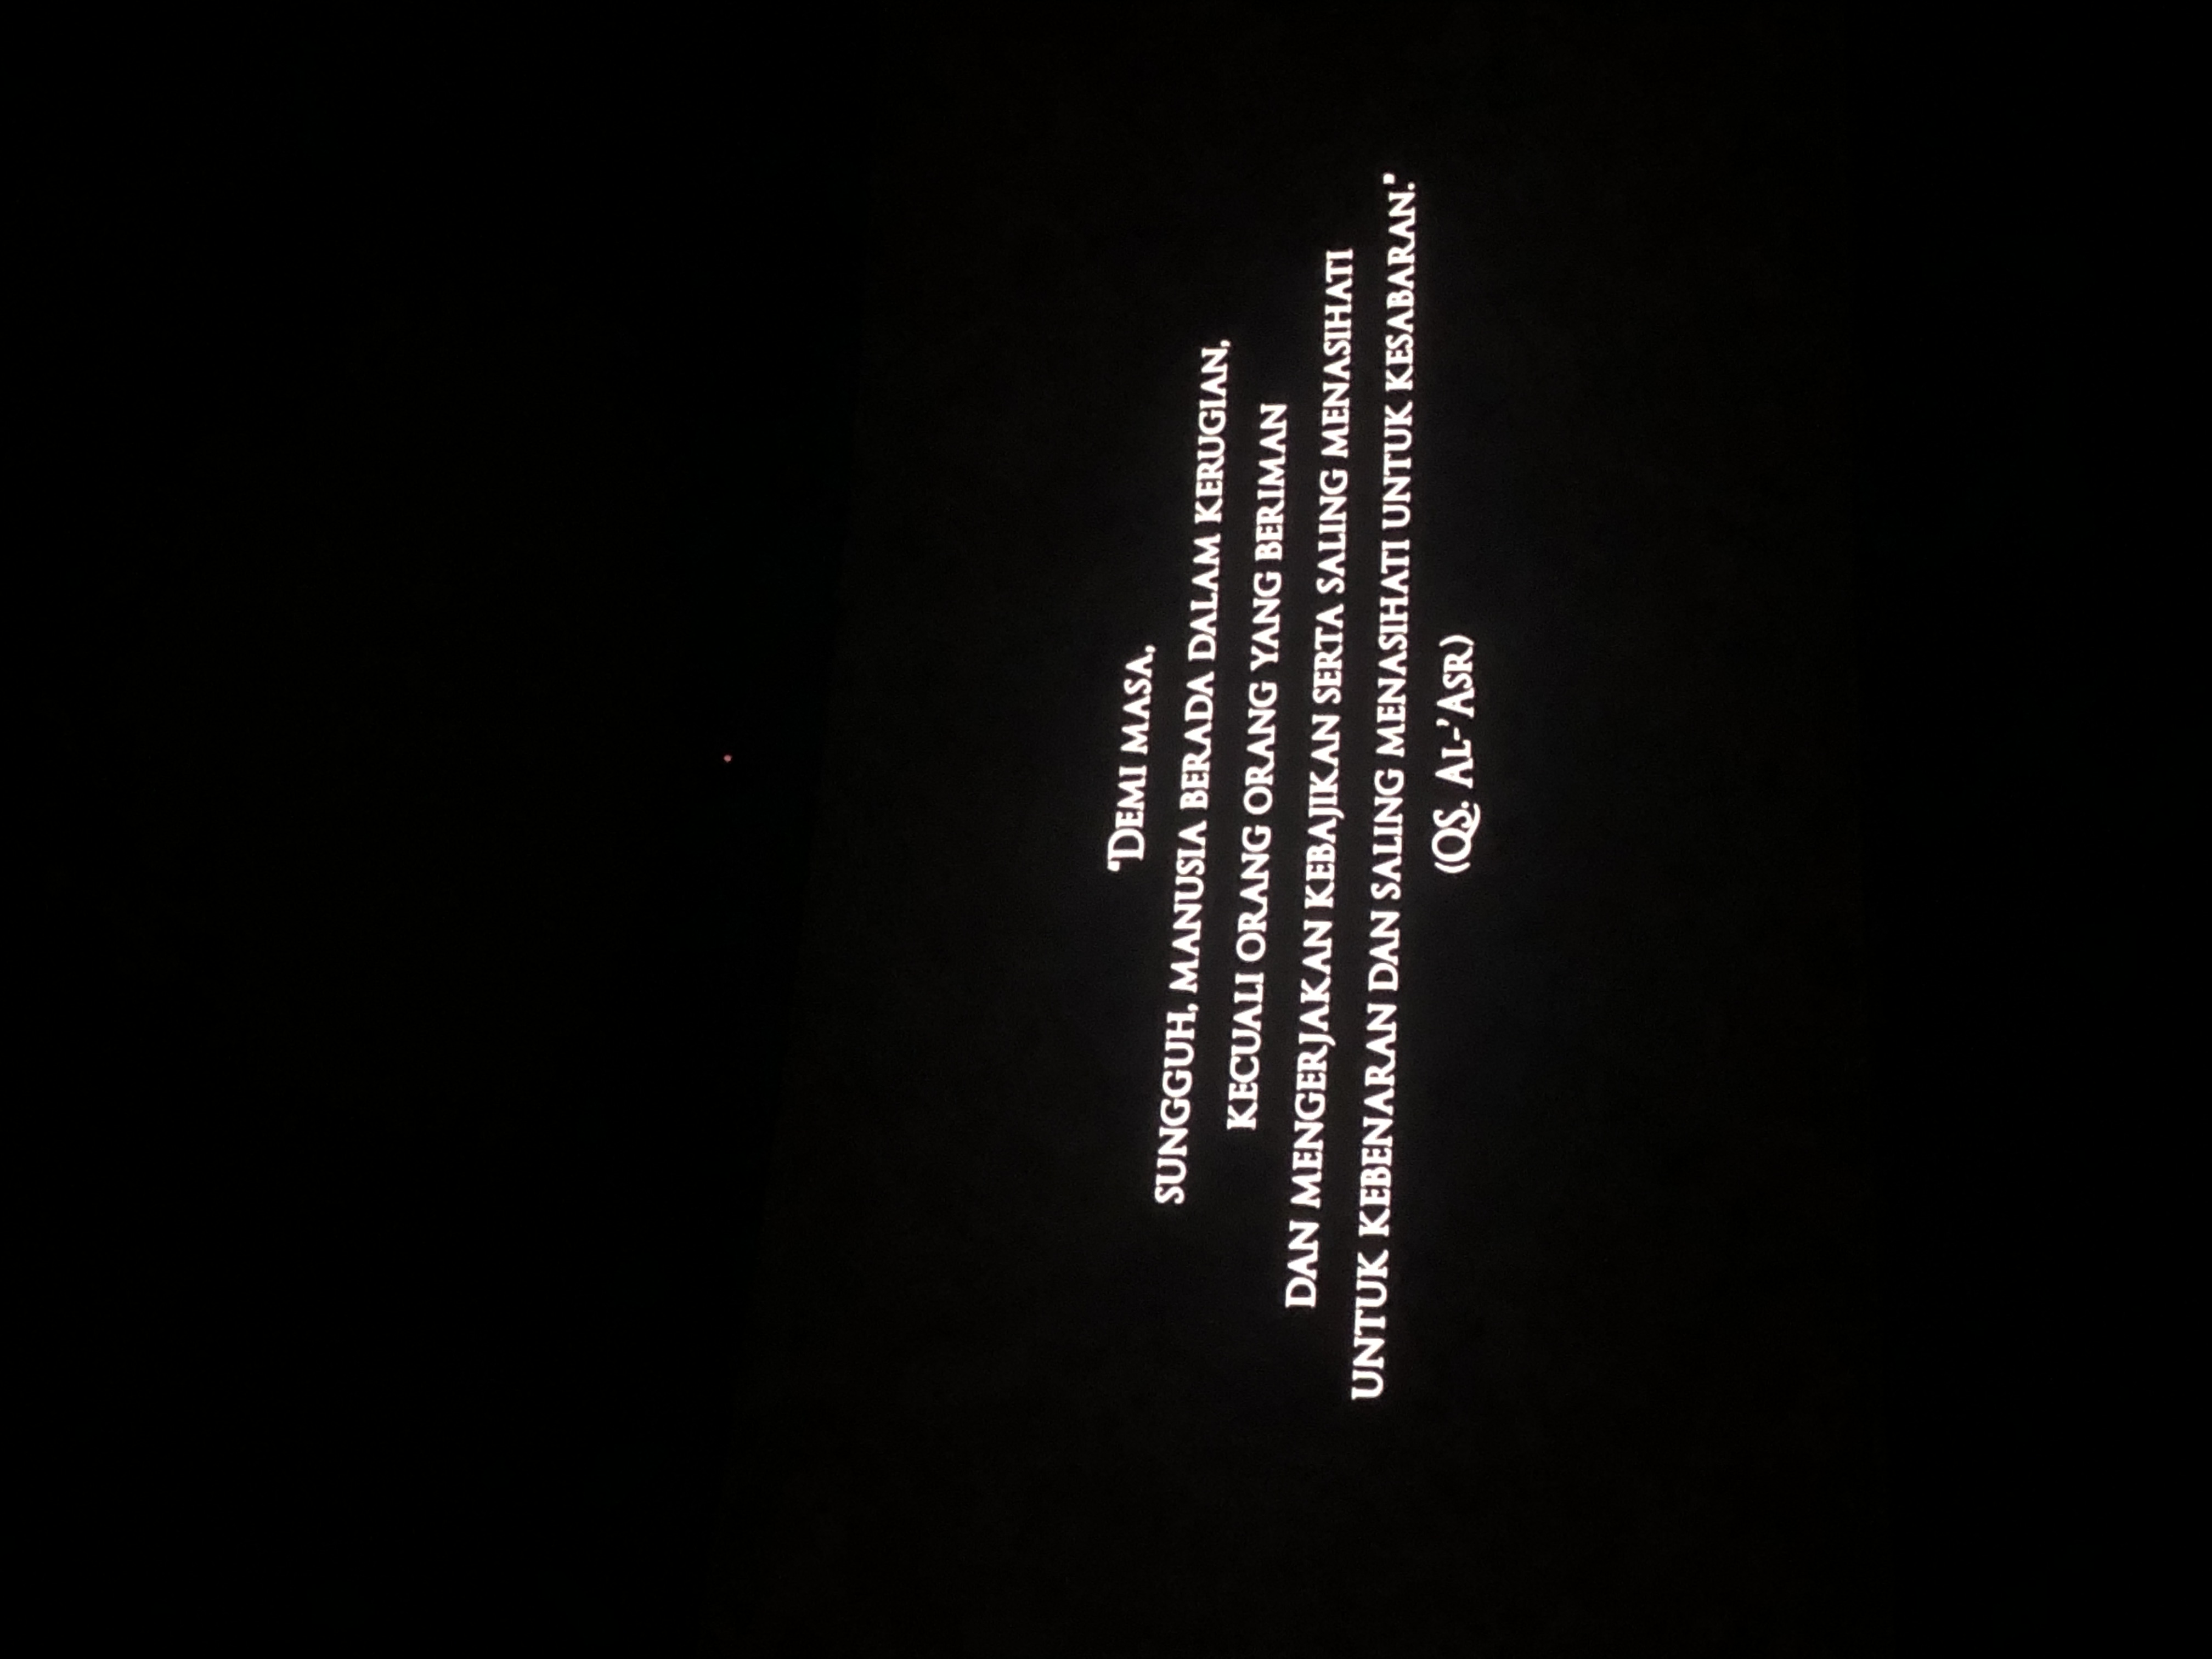 "Demi masa,
sungguh, manusia berada dalam kerugian,
kecuali orang orang yang beriman
dan mengerjakan kebajikan serta saling menasihati
untuk kebenaran dan saling menasihati untuk kesabaran."
(QS. Al-'Asr)